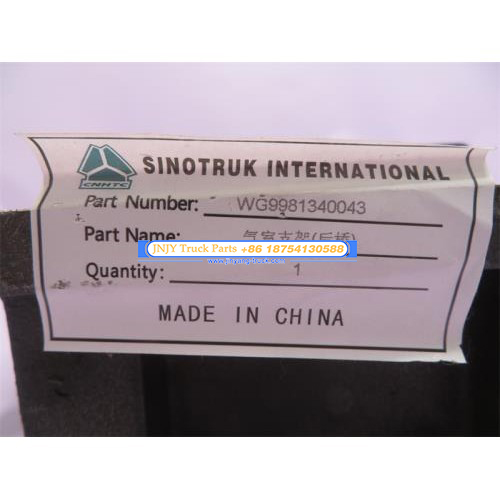 CNHTC
SINOTRUK INTERNATIONAL
Part Number: WG9981340043
Part Name: 气室支架(后桥)
JNJY Truck Parts +86 18754130588
Quantity: 1
MADE IN CHINA